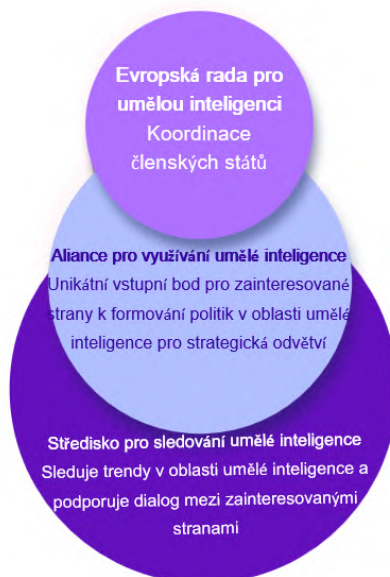 Evropská rada pro
umělou inteligenci
Koordinace
členských států
Aliance pro využívání umělé inteligence
Unikátní vstupní bod pro zainteresované
strany k formování politik v oblasti umělé
inteligence pro strategická odvětví
Středisko pro sledování umělé inteligence
Sleduje trendy v oblasti umělé inteligence a
podporuje dialog mezi zainteresovanými
stranami